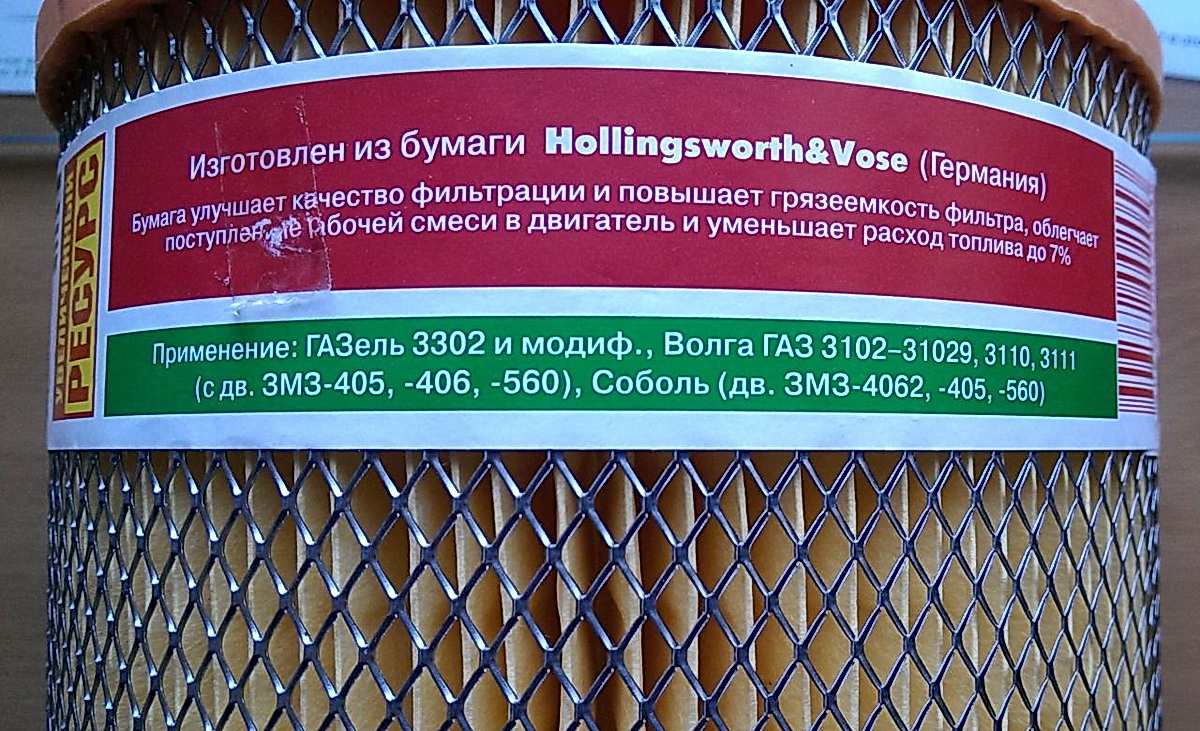 УВЕЛИЧЕННЫЙ
РЕСУРС
Изготовлен из бумаги Hollingsworth&Vose (Германия)
Бумага улучшает качество фильтрации и повышает грязеемкость фильтра, облегчает
поступление рабочей смеси в двигатель и уменьшает расход топлива до 7%
Применение: ГАЗель 3302 и модиф., Волга ГАЗ 3102–31029, 3110, 3111
(с дв. ЗМЗ-405, -406, -560), Соболь (дв. ЗМЗ-4062, -405, -560)